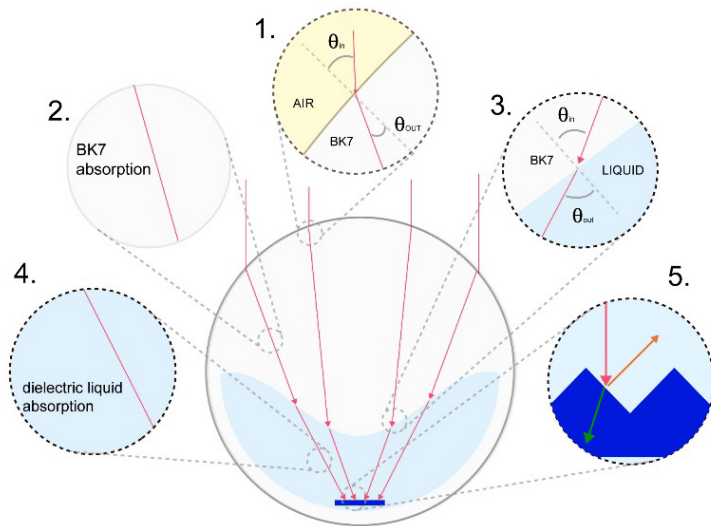 1.
θin
AIR
BK7
θOUT
2.
BK7
absorption
3.
θin
BK7
LIQUID
θout
4.
dielectric liquid
absorption
5.